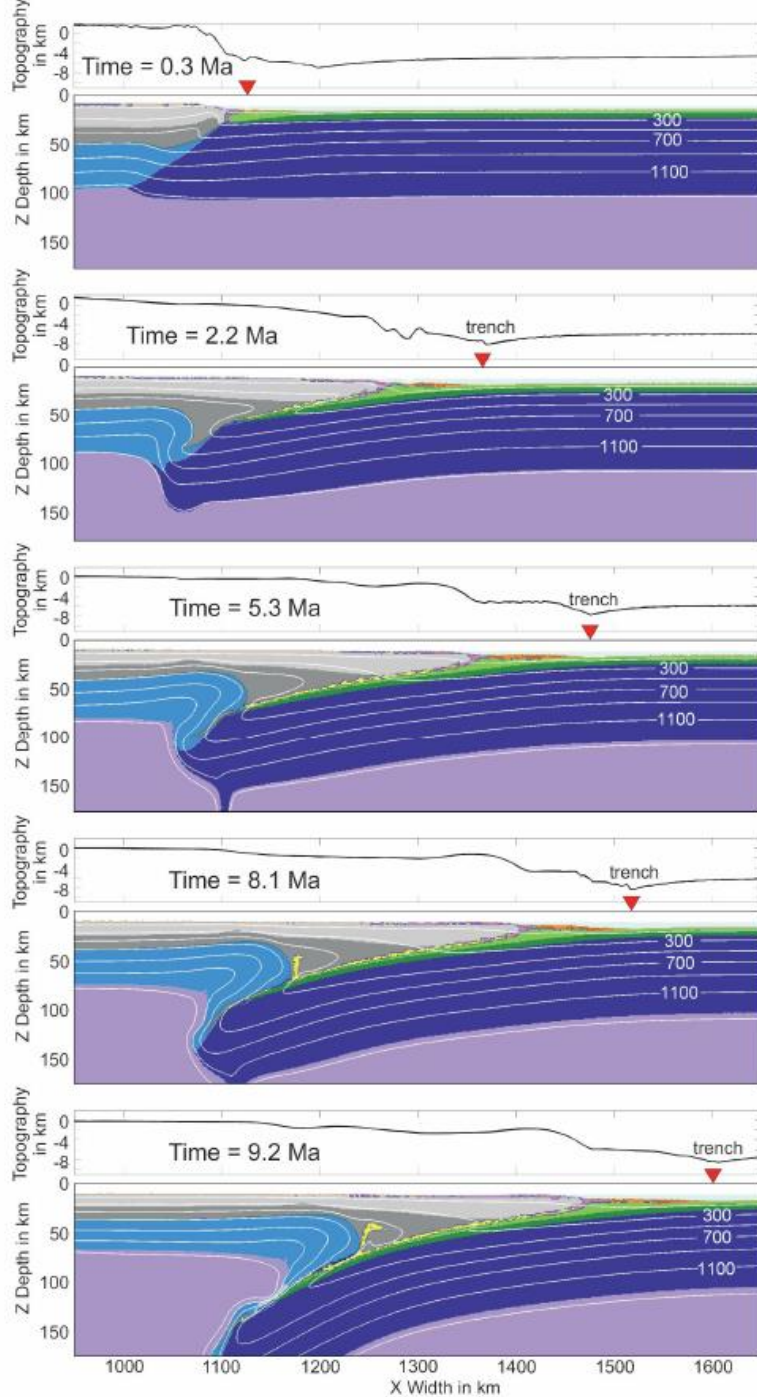 Topography
in km
0
-4
-8
Time = 0.3 Ma
Z Depth in km
0
50
100
150
300
700
1100
Topography
in km
0
-4
-8
Time = 2.2 Ma
trench
Z Depth in km
0
50
100
150
300
700
1100
Topography
in km
0
-4
-8
Time = 5.3 Ma
trench
Z Depth in km
0
50
100
150
300
700
1100
Topography
in km
0
-4
-8
Time = 8.1 Ma
trench
Z Depth in km
0
50
100
150
300
700
1100
Topography
in km
0
-4
-8
Time = 9.2 Ma
trench
Z Depth in km
0
50
100
150
300
700
1100
1000 1100 1200 1300 1400 1500 1600
X Width in km